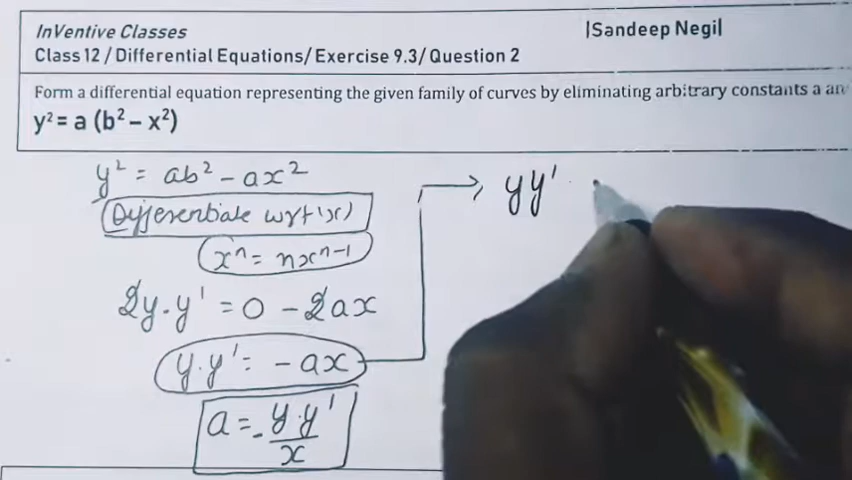 InVentive Classes
|Sandeep Negi|
Class 12 / Differential Equations/ Exercise 9.3/ Question 2
Form a differential equation representing the given family of curves by eliminating arbitrary constants a an
y² = a (b² – x²)
y² = ab² - ax²
Differentiate wrt (x)
xⁿ = nxⁿ⁻¹
2y.y' = 0 - 2ax
y.y' = - ax
a = - y.y' / x
yy'